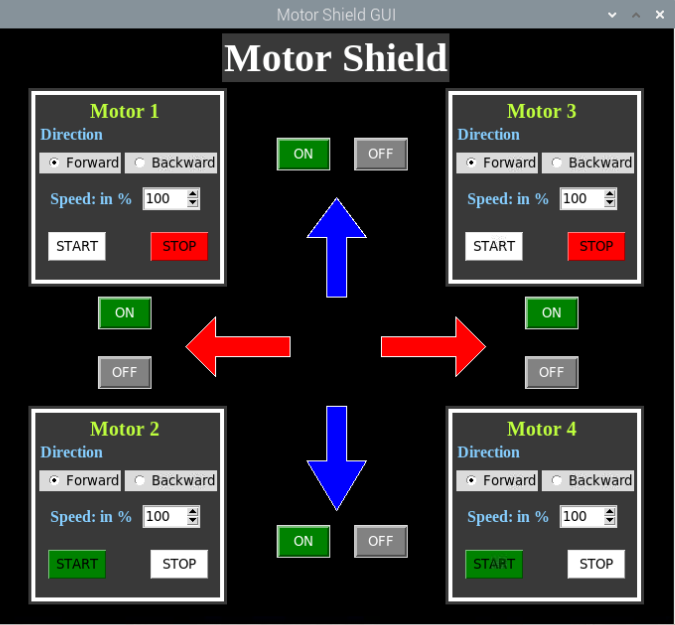 Motor Shield GUI
Motor Shield
Motor 1
Direction
Forward Backward
Speed: in % 100
START STOP
ON OFF
Motor 3
Direction
Forward Backward
Speed: in % 100
START STOP
ON
OFF
ON
OFF
Motor 2
Direction
Forward Backward
Speed: in % 100
START STOP
ON OFF
Motor 4
Direction
Forward Backward
Speed: in % 100
START STOP